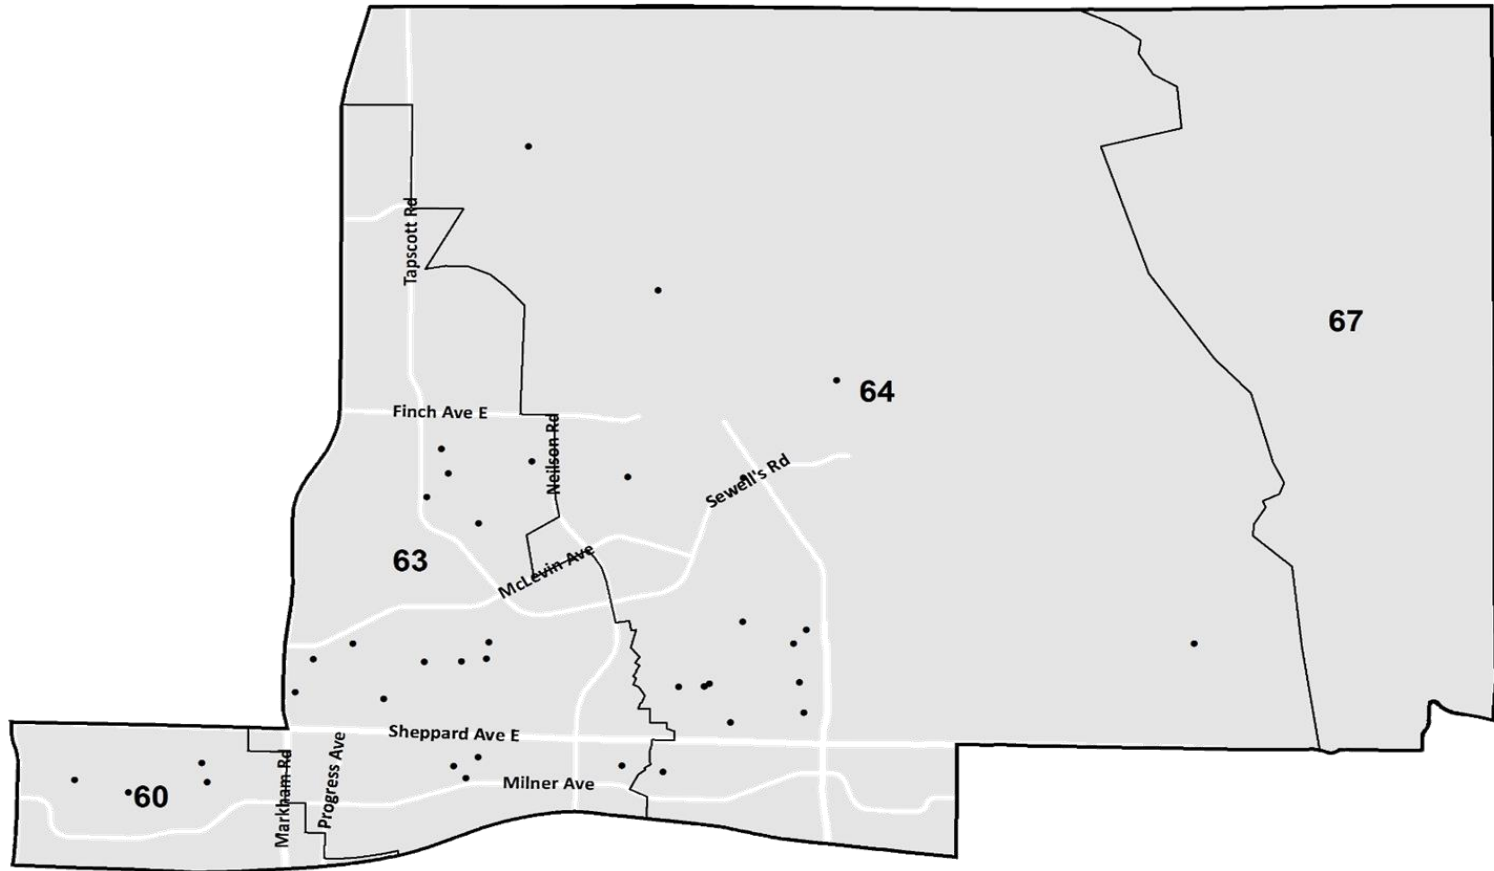 Tapscott Rd
67
64
Finch Ave E
Neilson Rd
Sewell's Rd
63
McLevin Ave
Sheppard Ave E
Milner Ave
60
Markham Rd
Progress Ave